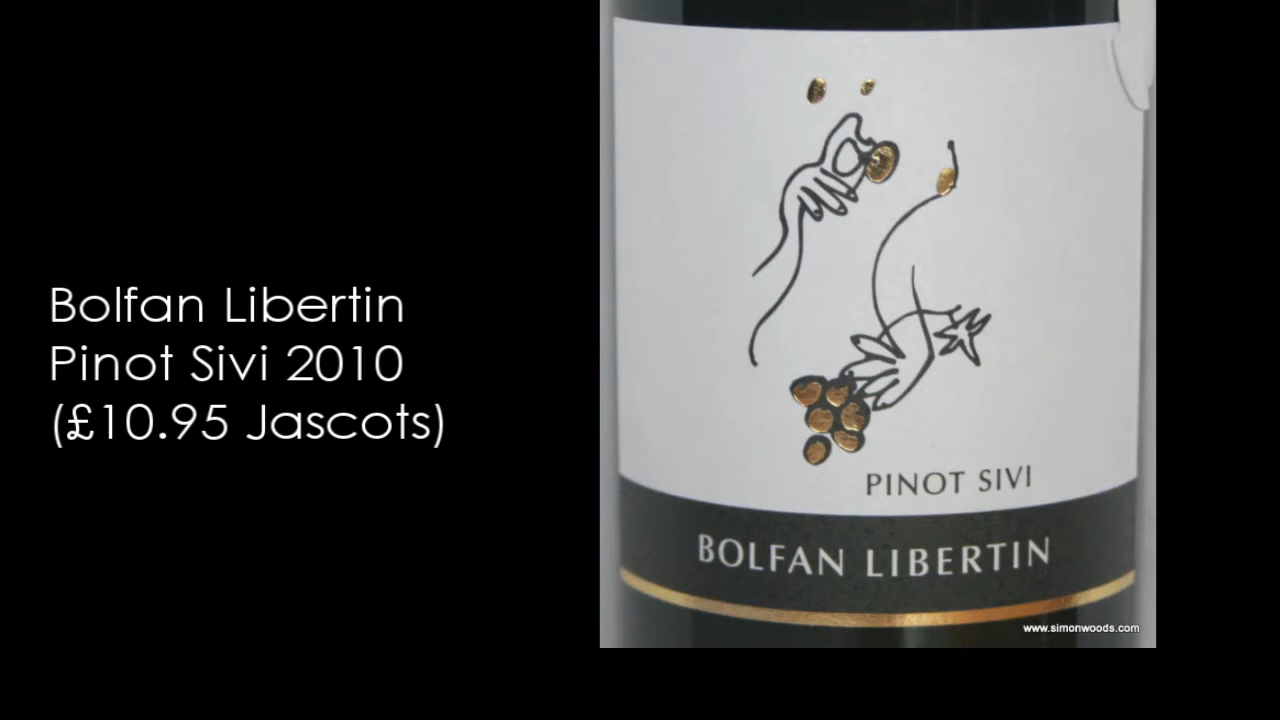 Bolfan Libertin
Pinot Sivi 2010
(£10.95 Jascots)
PINOT SIVI
BOLFAN LIBERTIN
www.simonwoods.com